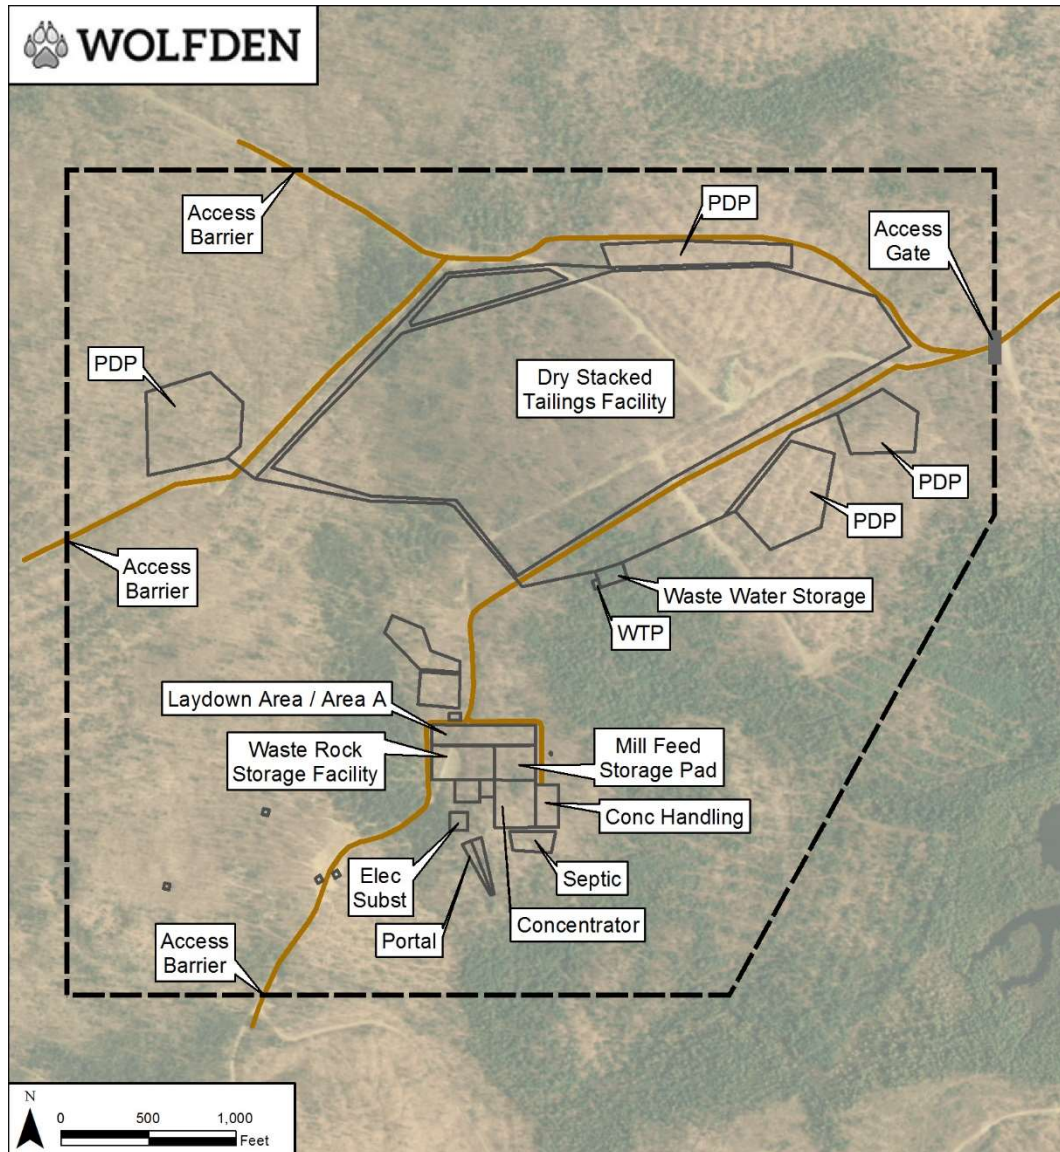 WOLFDEN
Access
Barrier
PDP
Access
Gate
PDP
Dry Stacked
Tailings Facility
PDP
PDP
Access
Barrier
Waste Water Storage
WTP
Laydown Area / Area A
Waste Rock
Storage Facility
Mill Feed
Storage Pad
Conc Handling
Elec
Subst
Septic
Portal
Concentrator
Access
Barrier
N
0 500 1,000
Feet